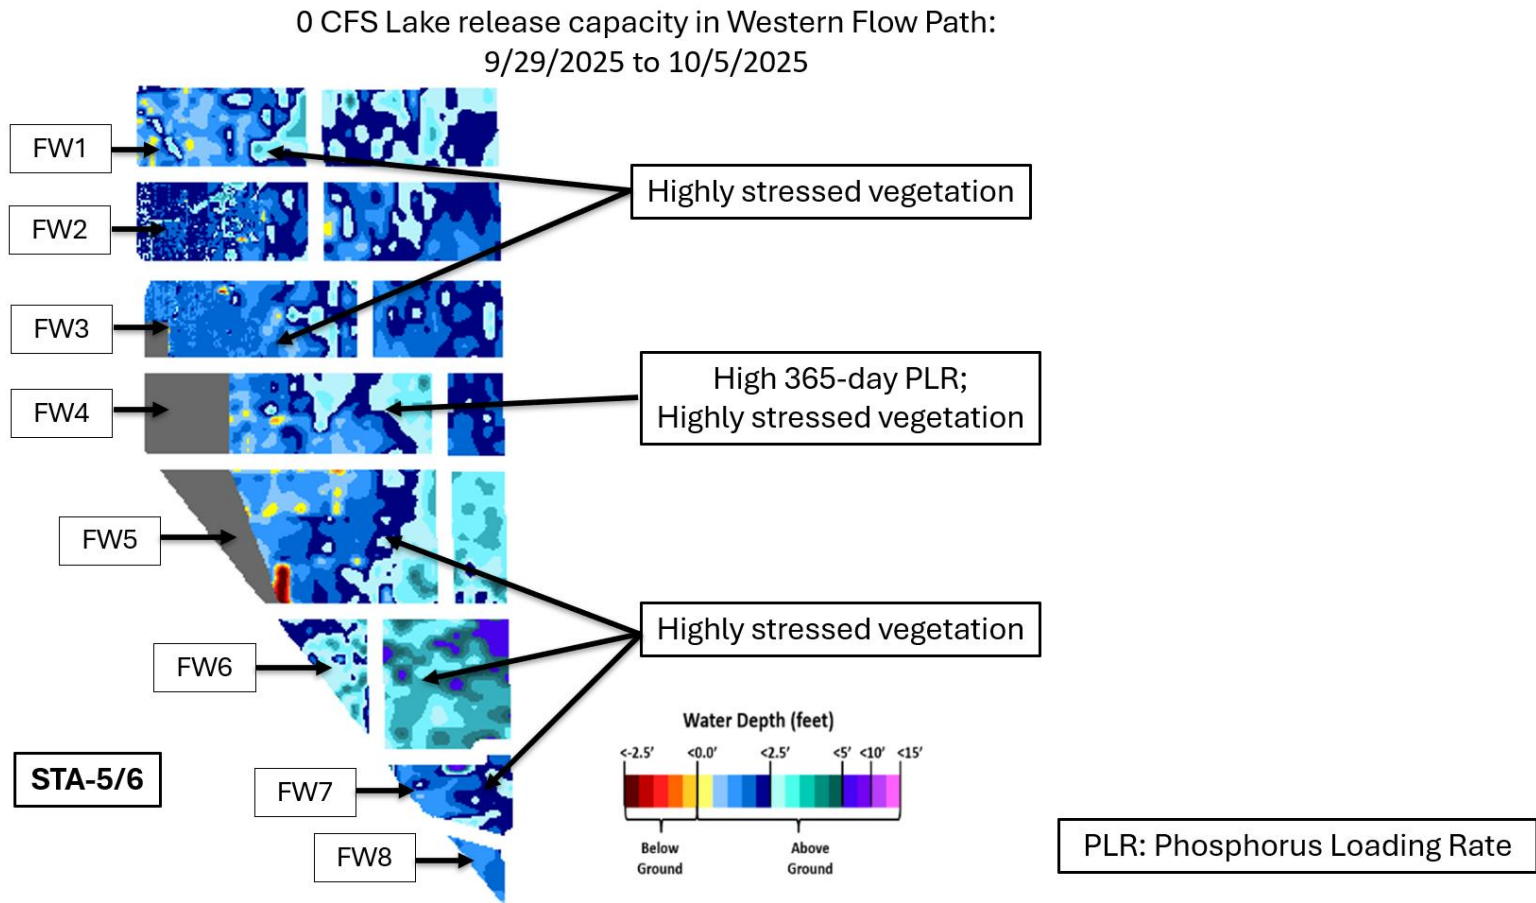 0 CFS Lake release capacity in Western Flow Path:
9/29/2025 to 10/5/2025
FW1
Highly stressed vegetation
FW2
FW3
High 365-day PLR;
Highly stressed vegetation
FW4
FW5
Highly stressed vegetation
FW6
STA-5/6
FW7
FW8
Water Depth (feet)
<-2.5' <0.0' <2.5' <5' <10' <15'
Below
Ground
Above
Ground
PLR: Phosphorus Loading Rate